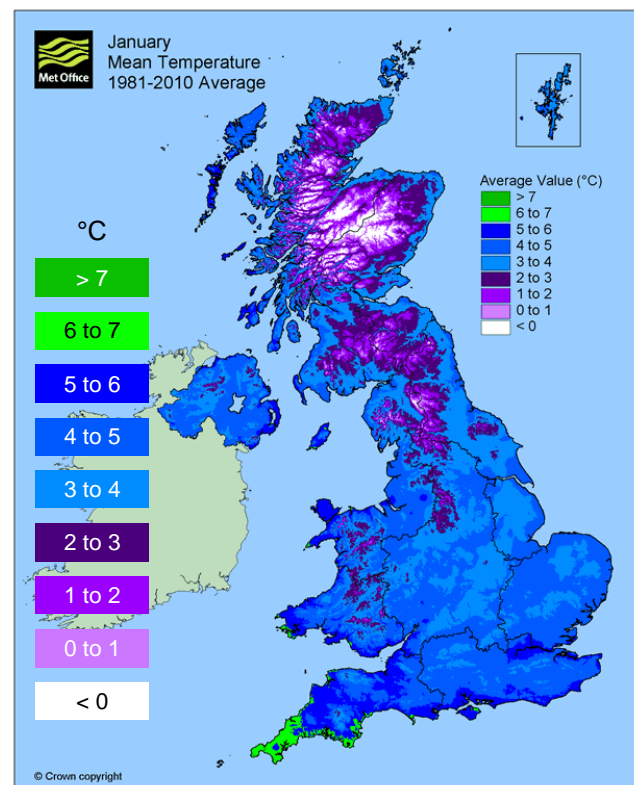 Met Office
January
Mean Temperature
1981-2010 Average
Average Value (°C)
> 7
6 to 7
5 to 6
4 to 5
3 to 4
2 to 3
1 to 2
0 to 1
< 0
°C
> 7
6 to 7
5 to 6
4 to 5
3 to 4
2 to 3
1 to 2
0 to 1
< 0
© Crown copyright